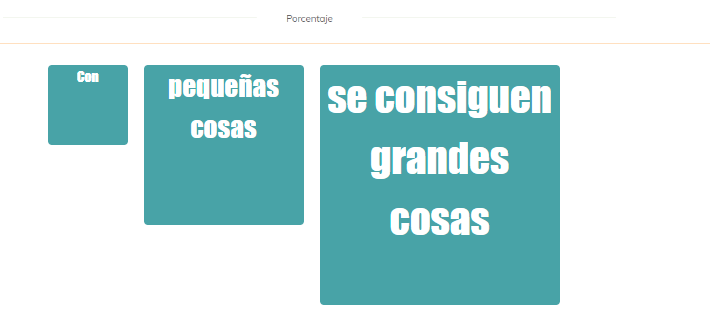 Porcentaje
Con
pequeñas
cosas
se consiguen
grandes
cosas